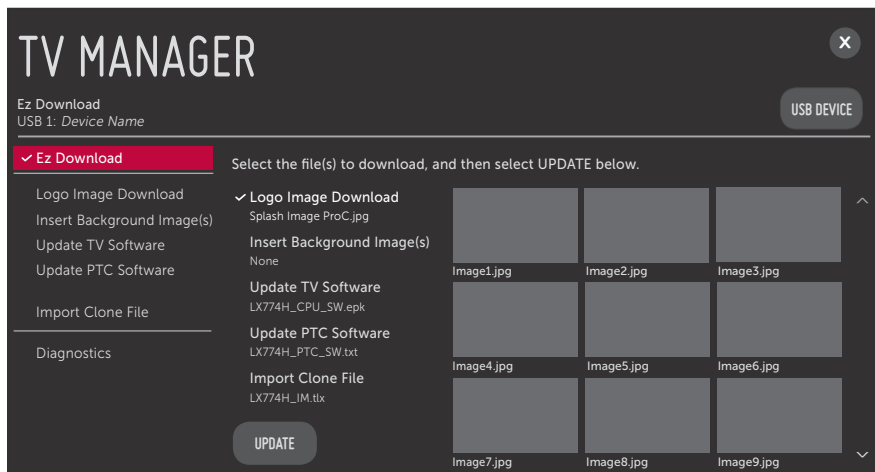 TV MANAGER
X
Ez Download
USB 1: Device Name
USB DEVICE
Ez Download
Logo Image Download
Insert Background Image(s)
Update TV Software
Update PTC Software
Import Clone File
Diagnostics
Select the file(s) to download, and then select UPDATE below.
Logo Image Download
Splash Image ProC.jpg
Insert Background Image(s)
None
Update TV Software
LX774H_CPU_SW.epk
Update PTC Software
LX774H_PTC_SW.txt
Import Clone File
LX774H_IM.tlx
UPDATE
Image1.jpg
Image2.jpg
Image3.jpg
Image4.jpg
Image5.jpg
Image6.jpg
Image7.jpg
Image8.jpg
Image9.jpg